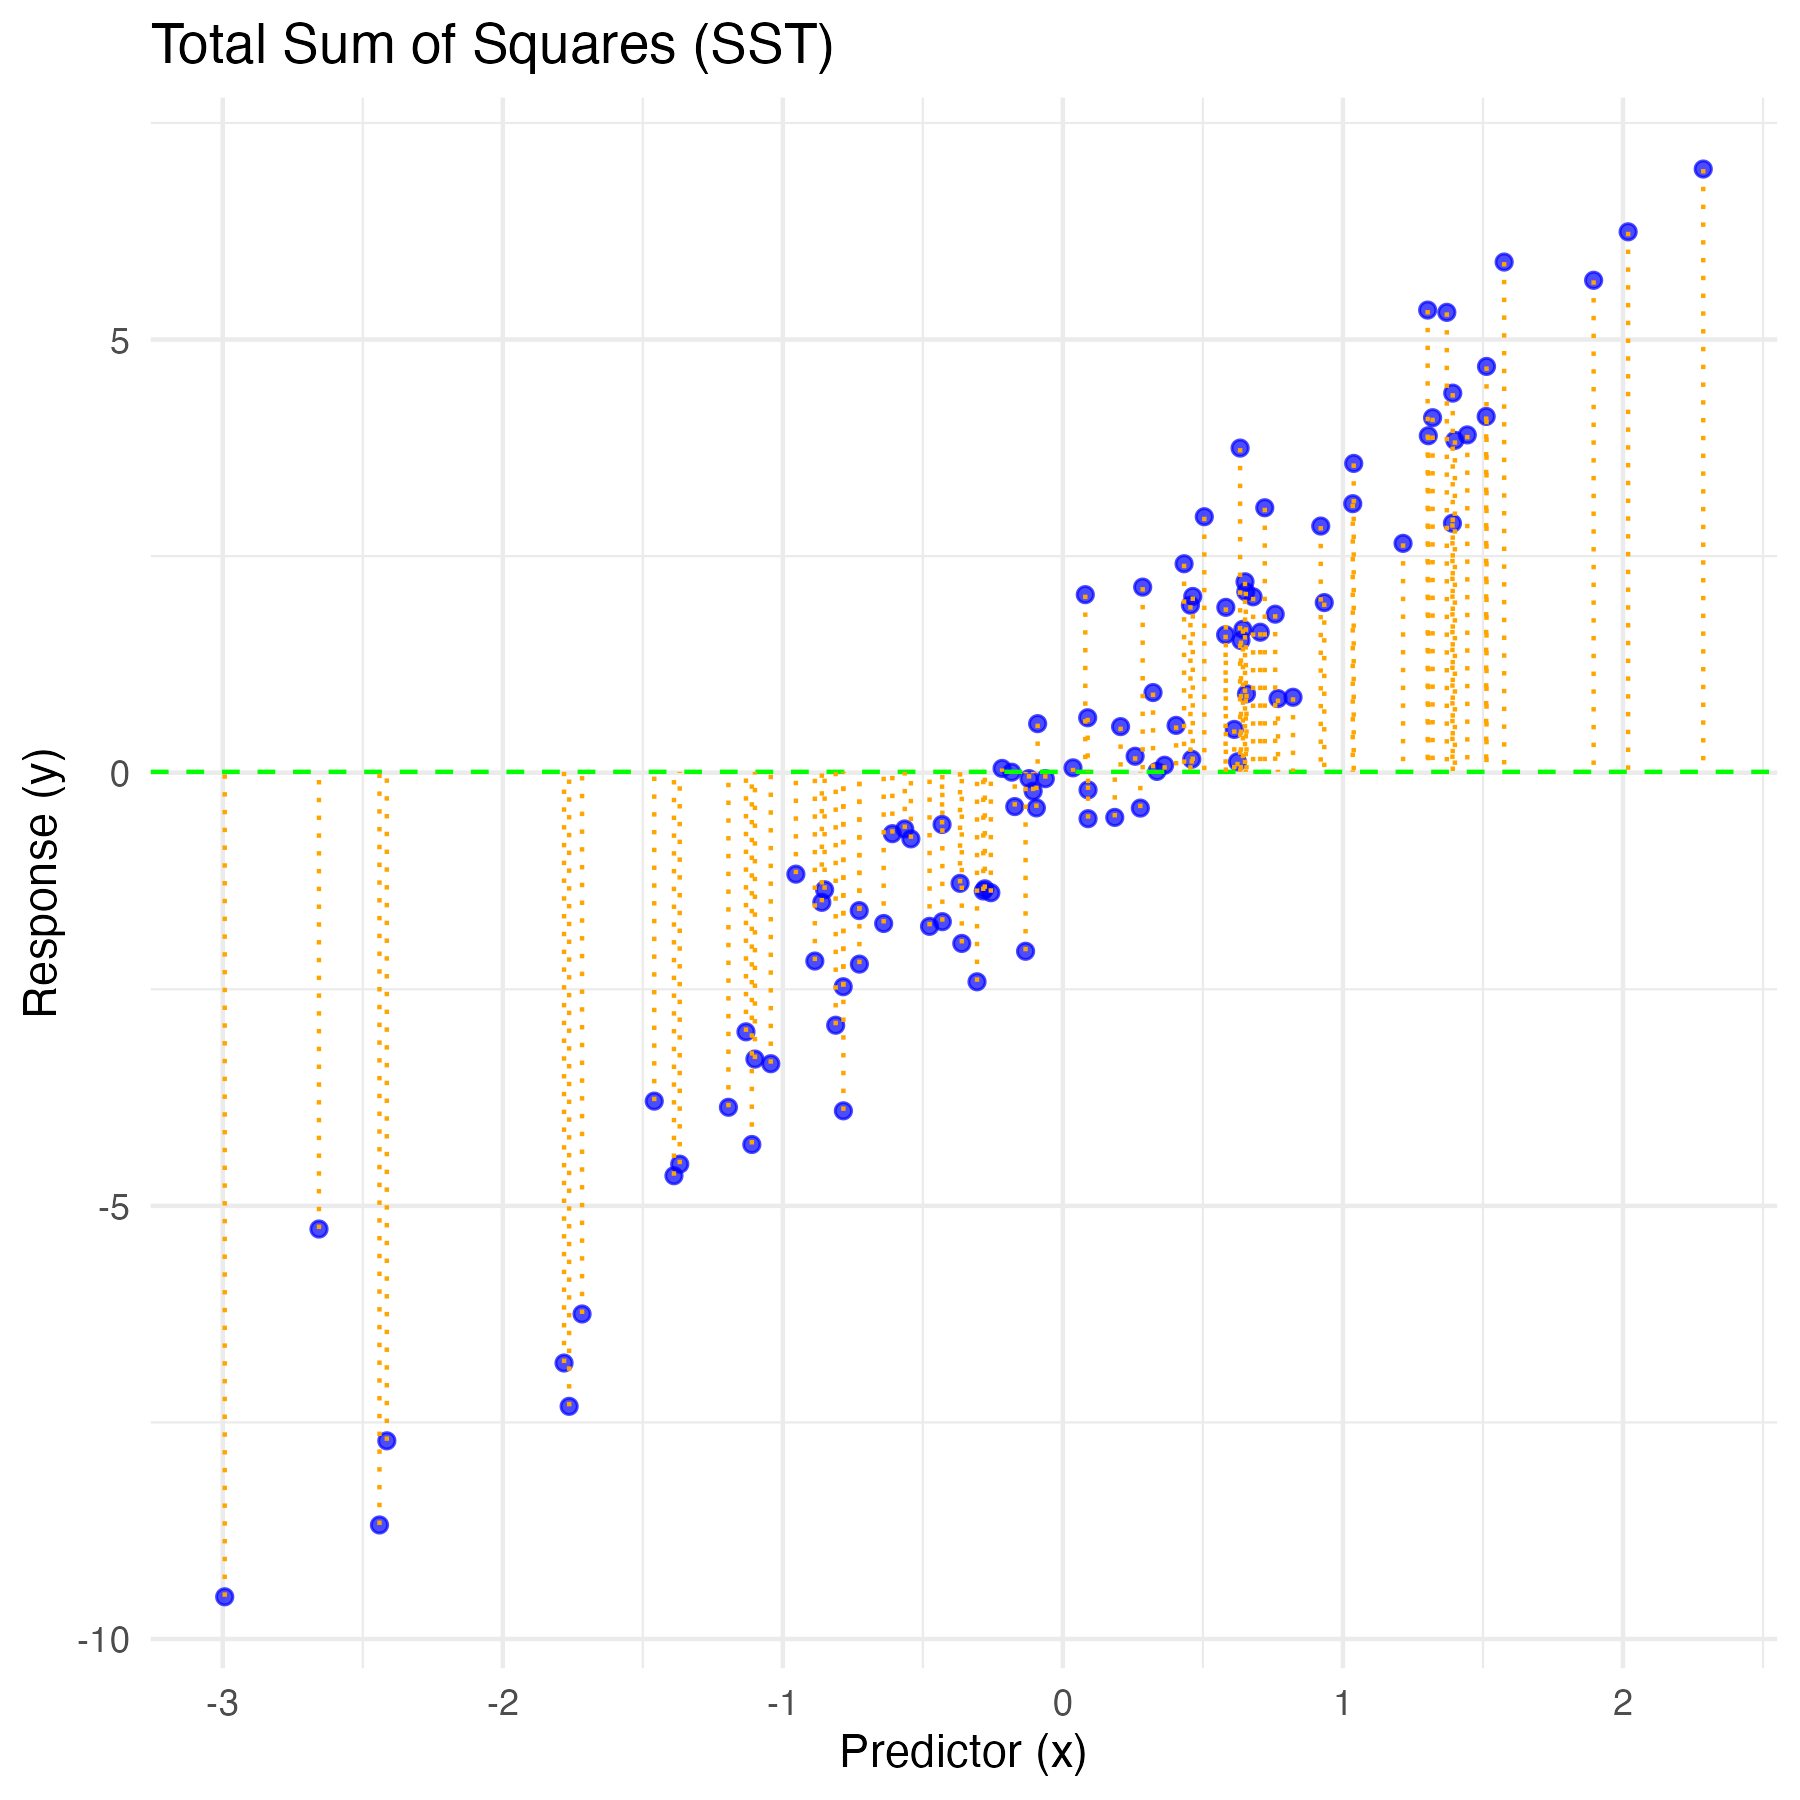 Total Sum of Squares (SST)
Response (y)
5
0
-5
-10
-3 -2 -1 0 1 2
Predictor (x)